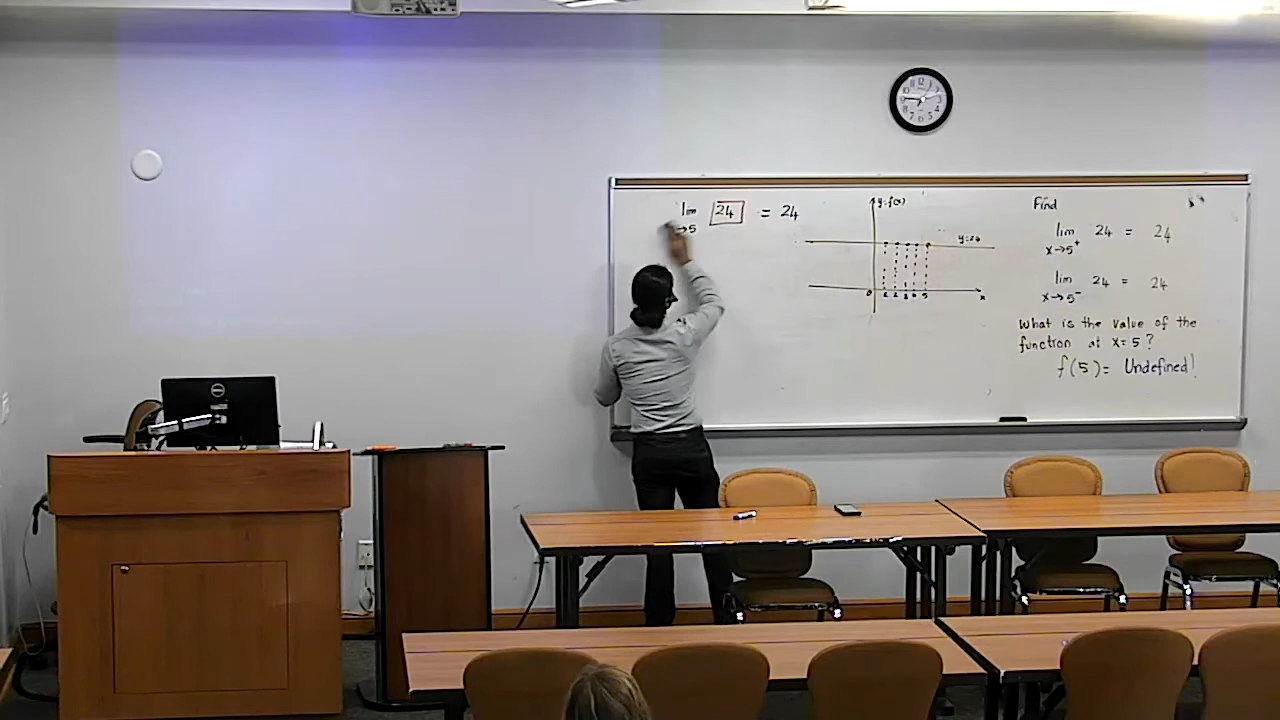 lim 24 = 24
→5
y=f(x)
y=24
0 1 2 3 4 5 x
Find
lim 24 = 24
x→5⁺
lim 24 = 24
x→5⁻
What is the value of the
function at x=5?
f(5) = Undefined!
DELL